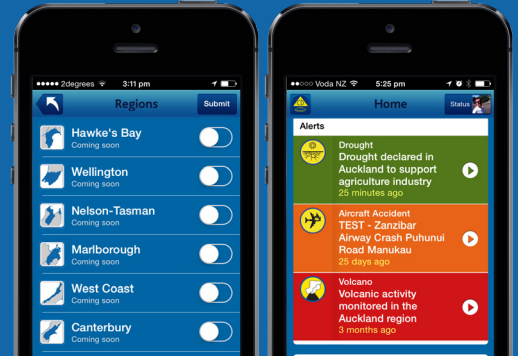 2degrees 3:11 pm
Regions
Submit
Hawke's Bay
Coming soon
Wellington
Coming soon
Nelson-Tasman
Coming soon
Marlborough
Coming soon
West Coast
Coming soon
Canterbury
Coming soon
Voda NZ 5:25 pm
Home
Status
Alerts
Drought
Drought declared in
Auckland to support
agriculture industry
25 minutes ago
Aircraft Accident
TEST - Zanzibar
Airway Crash Puhunui
Road Manukau
25 days ago
Volcano
Volcanic activity
monitored in the
Auckland region
3 months ago